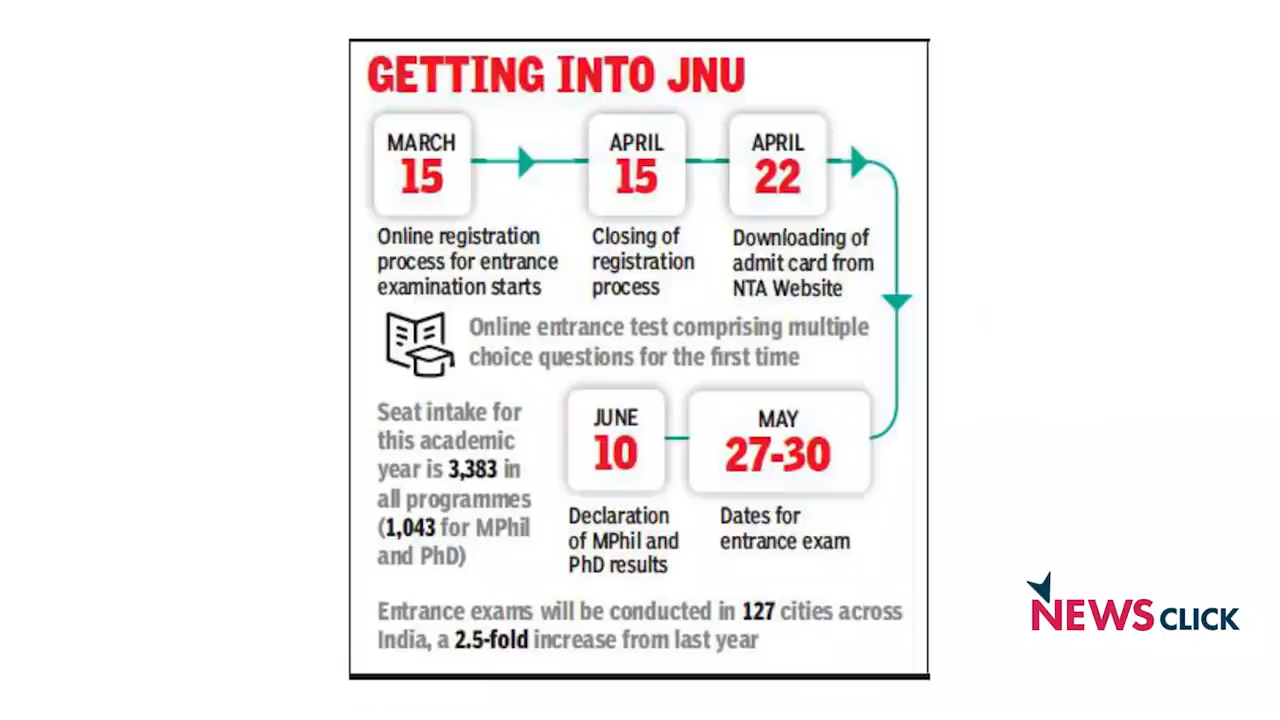 GETTING INTO JNU
MARCH
15
Online registration
process for entrance
examination starts
APRIL
15
Closing of
registration
process
APRIL
22
Downloading of
admit card from
NTA Website
Online entrance test comprising multiple
choice questions for the first time
Seat intake for
this academic
year is 3,383 in
all programmes
(1,043 for MPhil
and PhD)
JUNE
10
Declaration
of MPhil and
PhD results
MAY
27-30
Dates for
entrance exam
Entrance exams will be conducted in 127 cities across
India, a 2.5-fold increase from last year
NEWS CLICK